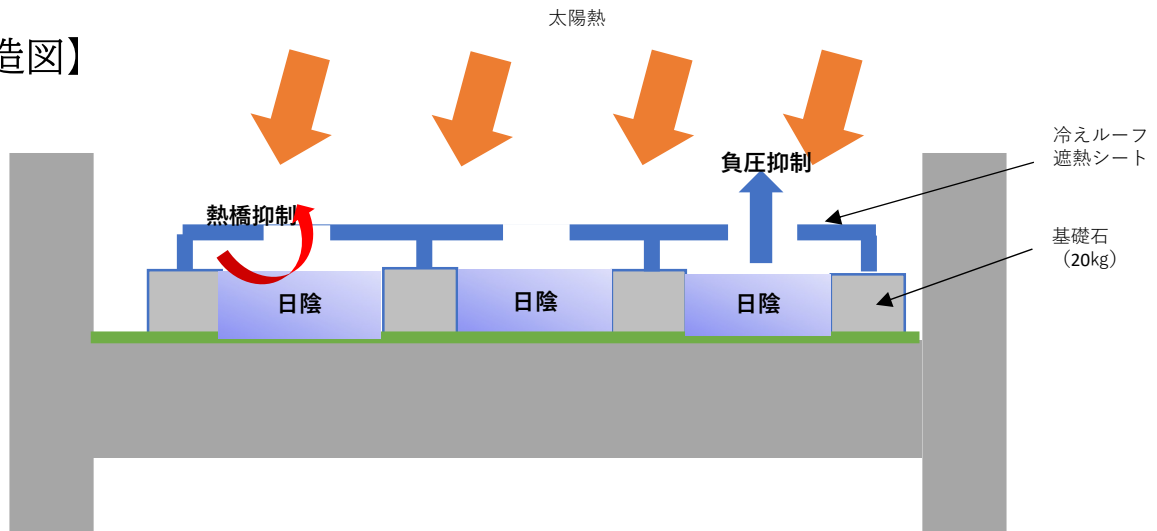 太陽熱
造図】
冷えルーフ
遮熱シート
負圧抑制
熱橋抑制
基礎石
（20kg）
日陰
日陰
日陰